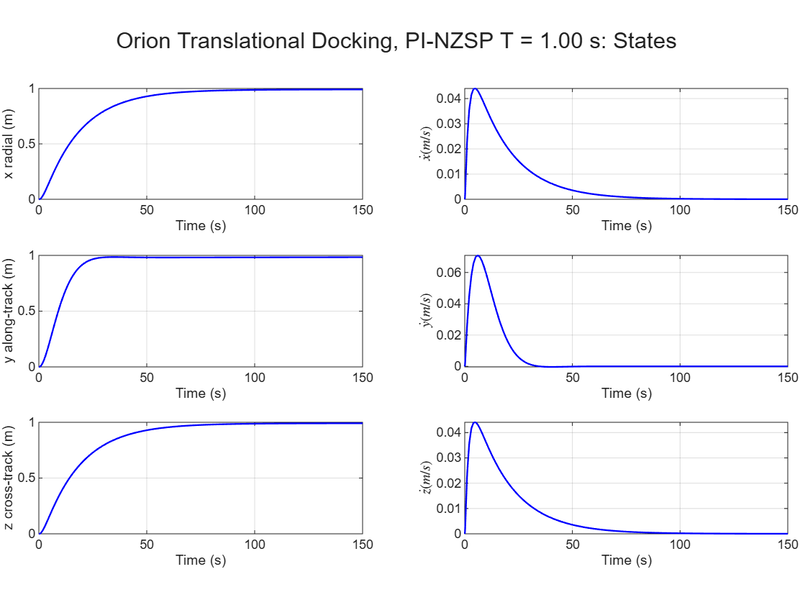 Orion Translational Docking, PI-NZSP T = 1.00 s: States
x radial (m)
1
0.5
0
0 50 100 150
Time (s)
ẋ(m/s)
0.04
0.03
0.02
0.01
0
0 50 100 150
Time (s)
y along-track (m)
1
0.5
0
0 50 100 150
Time (s)
ẏ(m/s)
0.06
0.04
0.02
0
0 50 100 150
Time (s)
z cross-track (m)
1
0.5
0
0 50 100 150
Time (s)
ż(m/s)
0.04
0.03
0.02
0.01
0
0 50 100 150
Time (s)